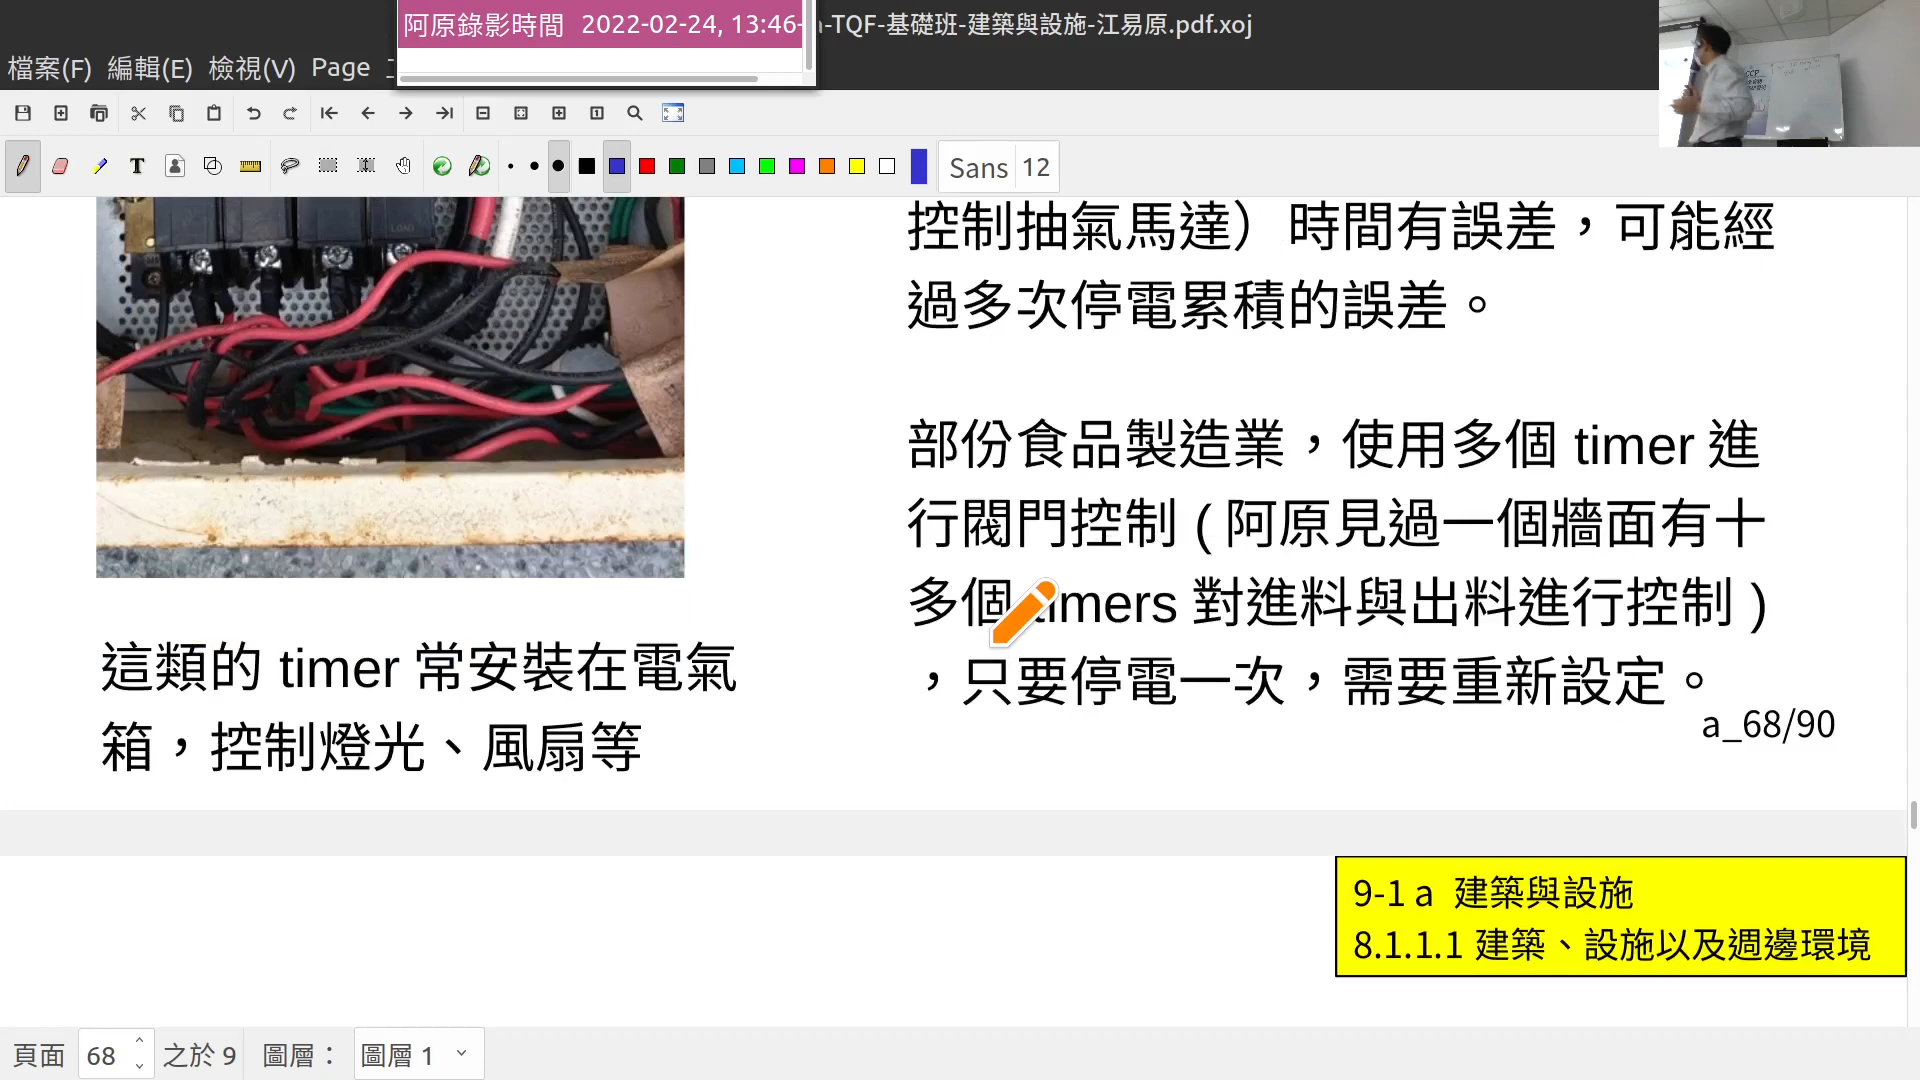 阿原錄影時間 2022-02-24, 13:46-
-TQF-基礎班-建築與設施-江易原.pdf.xoj
檔案(F) 編輯(E) 檢視(V) Page
Sans 12
LOAD
控制抽氣馬達）時間有誤差，可能經
過多次停電累積的誤差。
部份食品製造業，使用多個 timer 進
行閥門控制 ( 阿原見過一個牆面有十
多個 timers 對進料與出料進行控制 )
，只要停電一次，需要重新設定。
a_68/90
這類的 timer 常安裝在電氣
箱，控制燈光、風扇等
9-1 a 建築與設施
8.1.1.1 建築、設施以及週邊環境
頁面 68 之於 9 圖層： 圖層 1